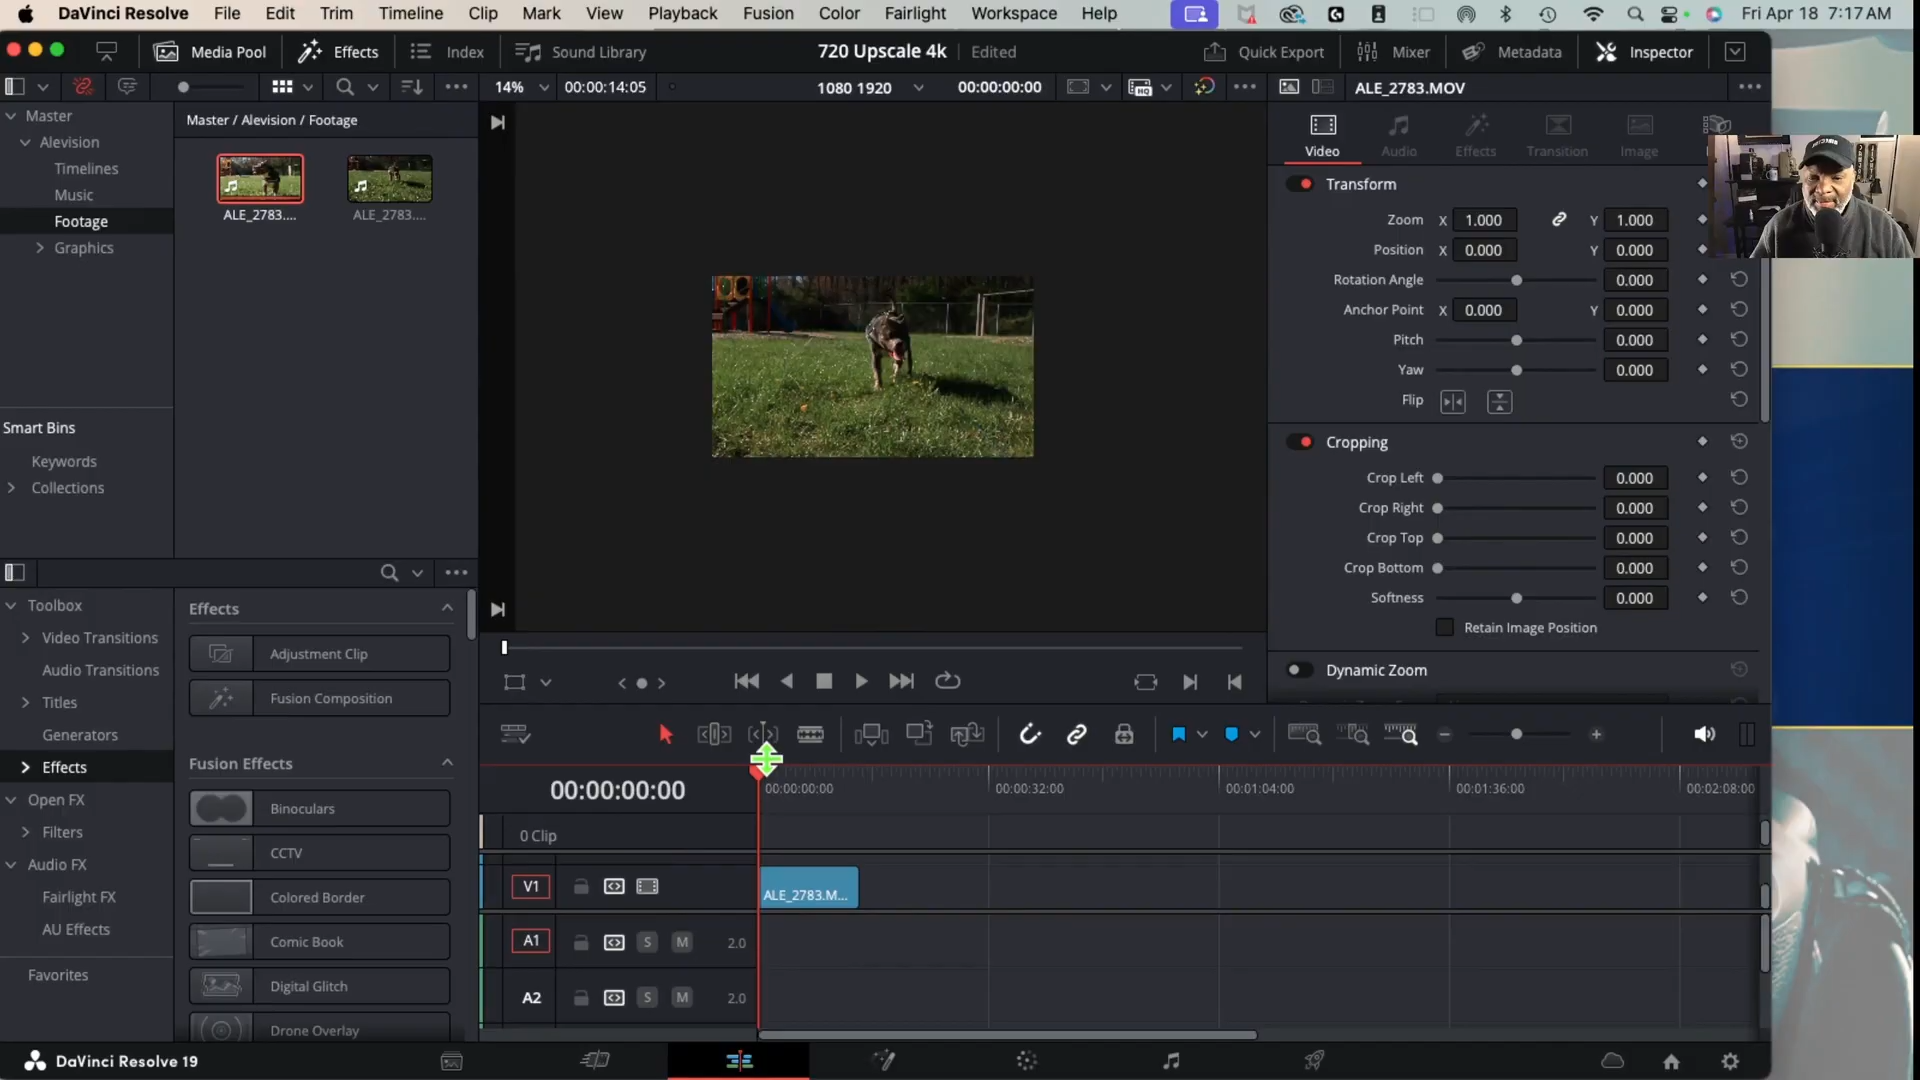 DaVinci Resolve File Edit Trim Timeline Clip Mark View Playback Fusion Color Fairlight Workspace Help Fri Apr 18 7:17 AM
Media Pool Effects Index Sound Library 720 Upscale 4k Edited Quick Export Mixer Metadata Inspector
14% 00:00:14:05 1080 1920 00:00:00:00 ALE_2783.MOV
Master
Alevision
Timelines
Music
Footage
Graphics
Smart Bins
Keywords
Collections
Master / Alevision / Footage
ALE_2783.... ALE_2783....
Video Audio Effects Transition Image
Transform
Zoom X 1.000 Y 1.000
Position X 0.000 Y 0.000
Rotation Angle 0.000
Anchor Point X 0.000 Y 0.000
Pitch 0.000
Yaw 0.000
Flip
Cropping
Crop Left 0.000
Crop Right 0.000
Crop Top 0.000
Crop Bottom 0.000
Softness 0.000
Retain Image Position
Dynamic Zoom
Toolbox
Video Transitions
Audio Transitions
Titles
Generators
Effects
Open FX
Filters
Audio FX
Fairlight FX
AU Effects
Favorites
Effects
Adjustment Clip
Fusion Composition
Fusion Effects
Binoculars
CCTV
Colored Border
Comic Book
Digital Glitch
Drone Overlay
00:00:00:00 00:00:00:00 00:00:32:00 00:01:04:00 00:01:36:00 00:02:08:00
0 Clip
V1 ALE_2783.M...
A1 S M 2.0
A2 S M 2.0
DaVinci Resolve 19